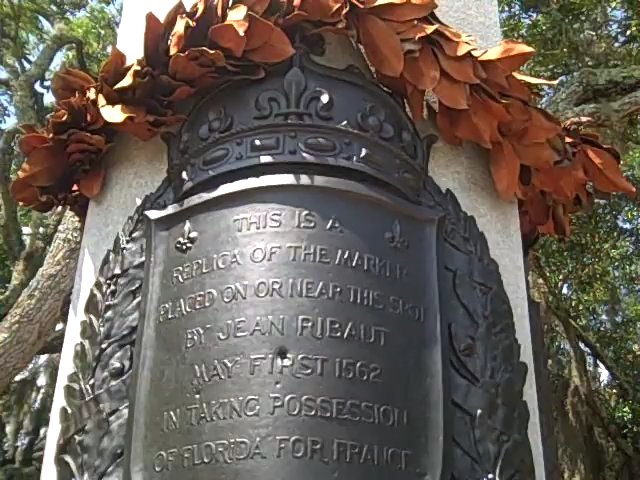 THIS IS A
REPLICA OF THE MARKER
PLACED ON OR NEAR THIS SPOT
BY JEAN RIBAUT
MAY FIRST 1562
IN TAKING POSSESSION
OF FLORIDA FOR FRANCE